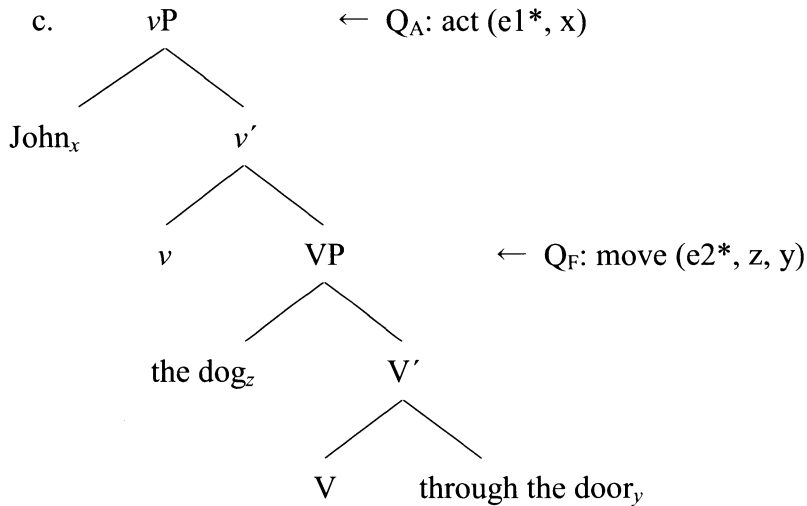 c. vP ← Q_A: act (e1*, x)
John_x v´
v VP ← Q_F: move (e2*, z, y)
the dog_z V´
V through the door_y